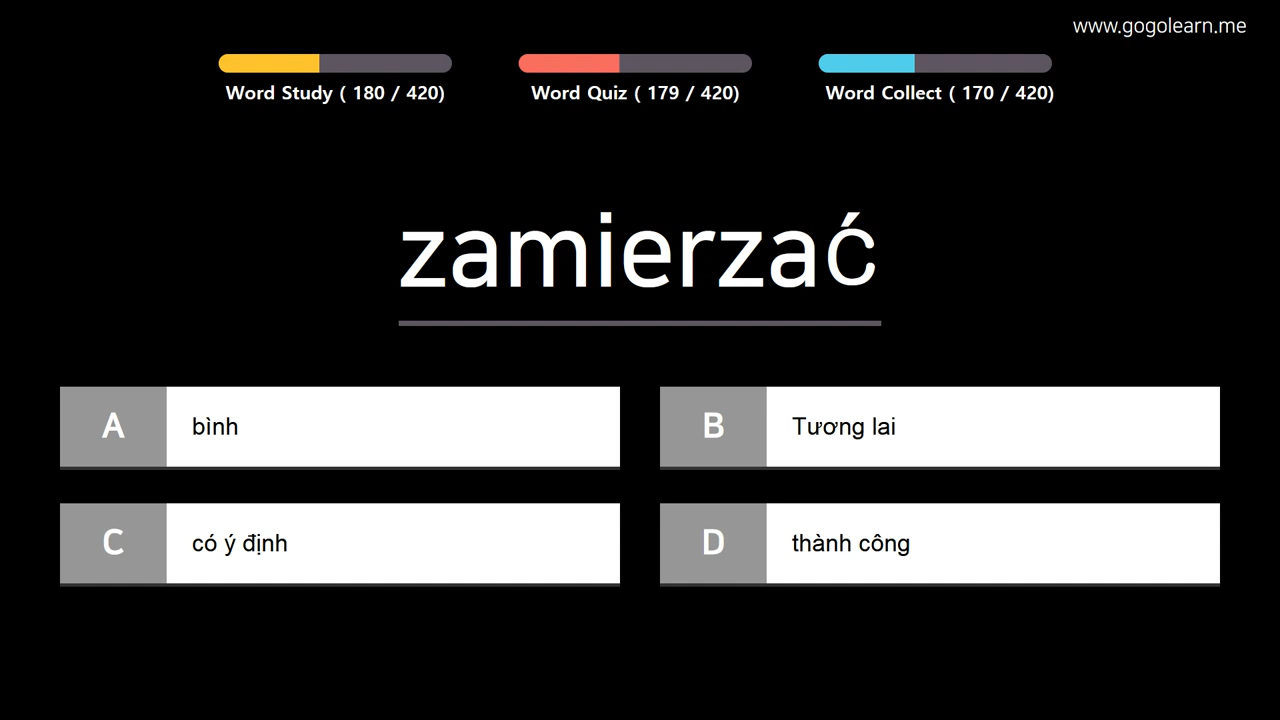 www.gogolearn.me
Word Study ( 180 / 420)
Word Quiz ( 179 / 420)
Word Collect ( 170 / 420)
zamierzać
A bình
B Tương lai
C có ý định
D thành công